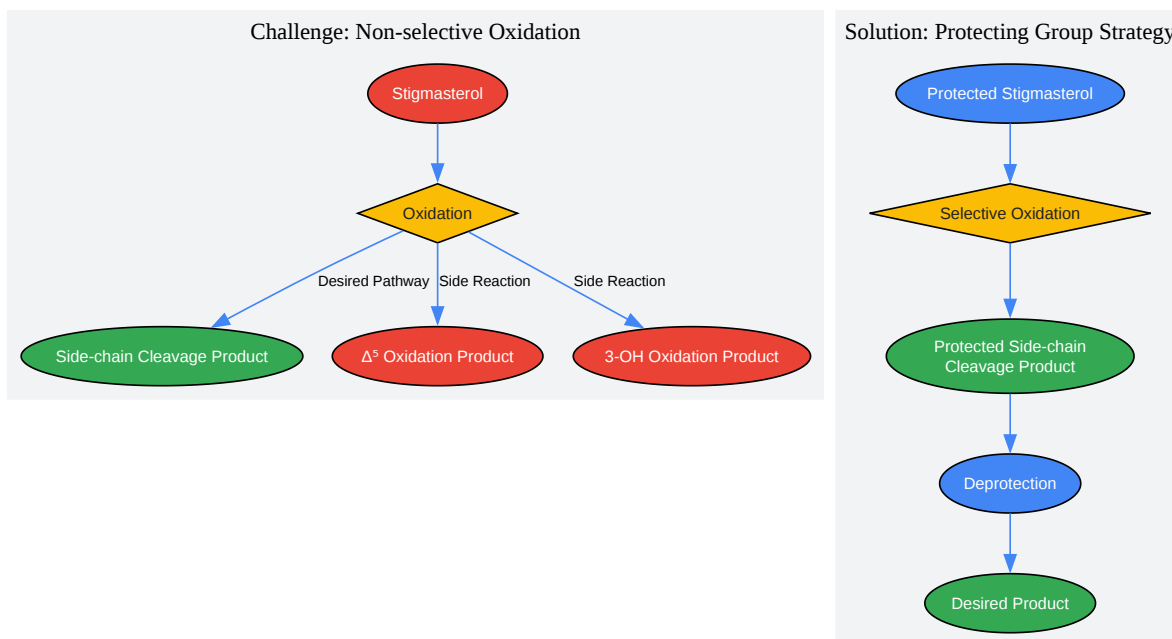 Challenge: Non-selective Oxidation
Stigmasterol
Oxidation
Desired Pathway
Side Reaction
Side Reaction
Side-chain Cleavage Product
Δ⁵ Oxidation Product
3-OH Oxidation Product
Solution: Protecting Group Strategy
Protected Stigmasterol
Selective Oxidation
Protected Side-chain
Cleavage Product
Deprotection
Desired Product